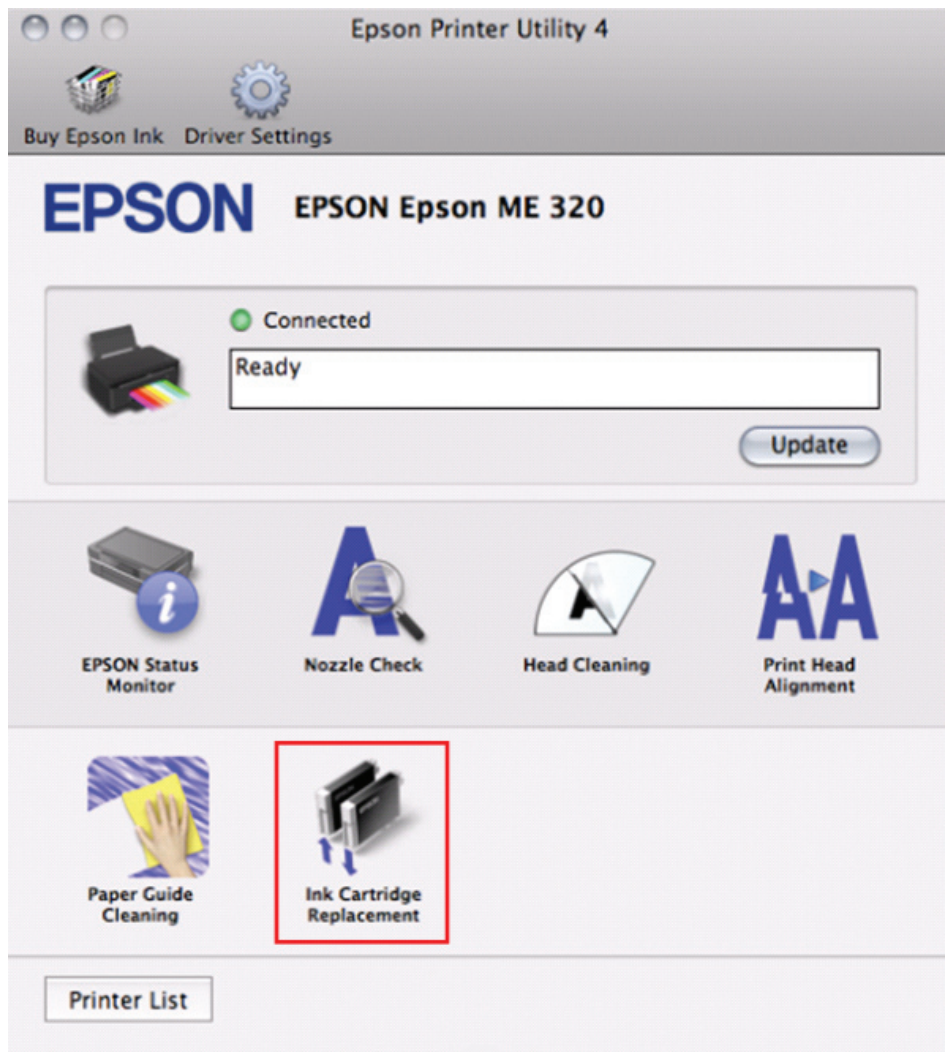 Epson Printer Utility 4
Buy Epson Ink
Driver Settings
EPSON
EPSON Epson ME 320
Connected
Ready
Update
EPSON Status
Monitor
Nozzle Check
Head Cleaning
Print Head
Alignment
Paper Guide
Cleaning
Ink Cartridge
Replacement
Printer List